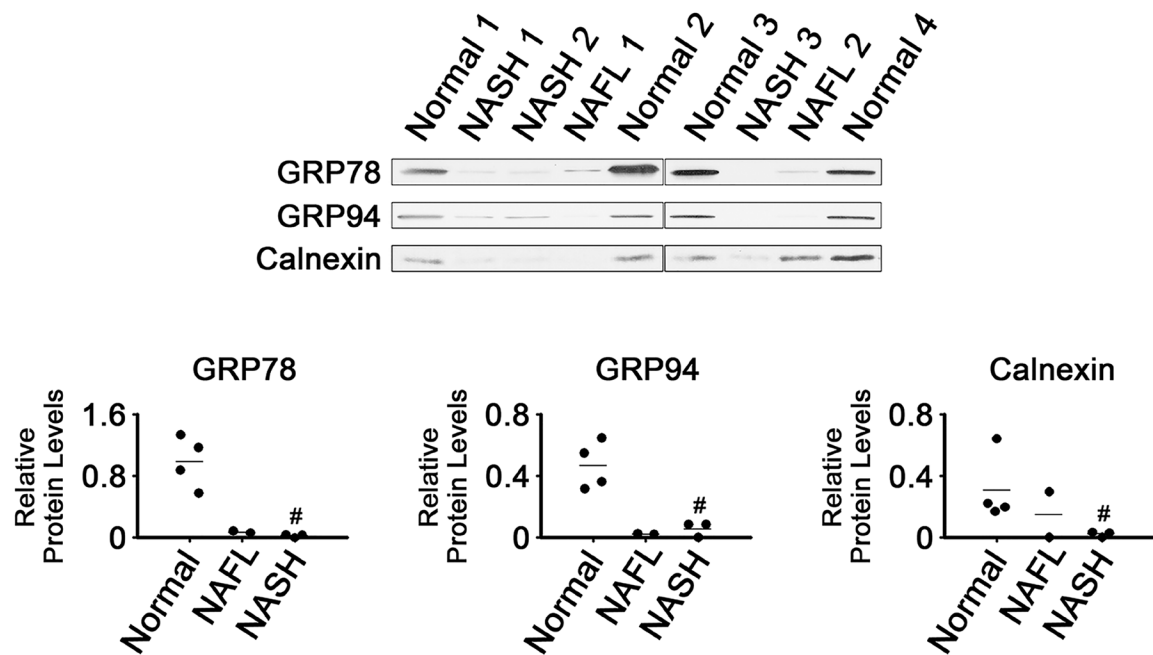 Normal 1 NASH 1 NASH 2 NAFL 1 Normal 2 Normal 3 NASH 3 NAFL 2 Normal 4
GRP78
GRP94
Calnexin
GRP78
Relative
Protein Levels
1.6
0.8
0
#
Normal NAFL NASH
GRP94
Relative
Protein Levels
0.8
0.4
0
#
Normal NAFL NASH
Calnexin
Relative
Protein Levels
0.8
0.4
0
#
Normal NAFL NASH